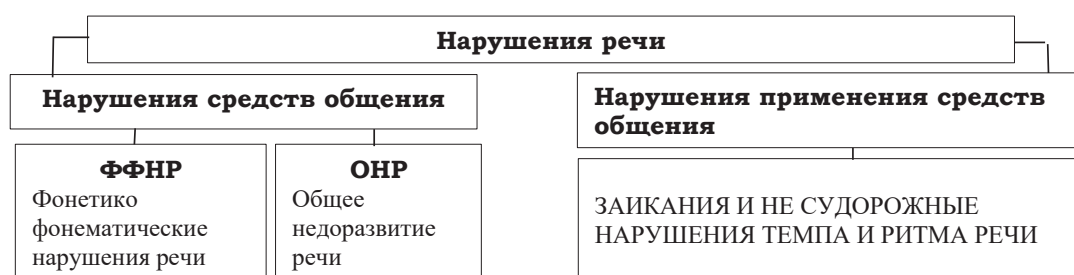 Нарушения речи
Нарушения средств общения
Нарушения применения средств
общения
ФФНР
Фонетико
фонематические
нарушения речи
ОНР
Общее
недоразвитие
речи
ЗАИКАНИЯ И НЕ СУДОРОЖНЫЕ
НАРУШЕНИЯ ТЕМПА И РИТМА РЕЧИ